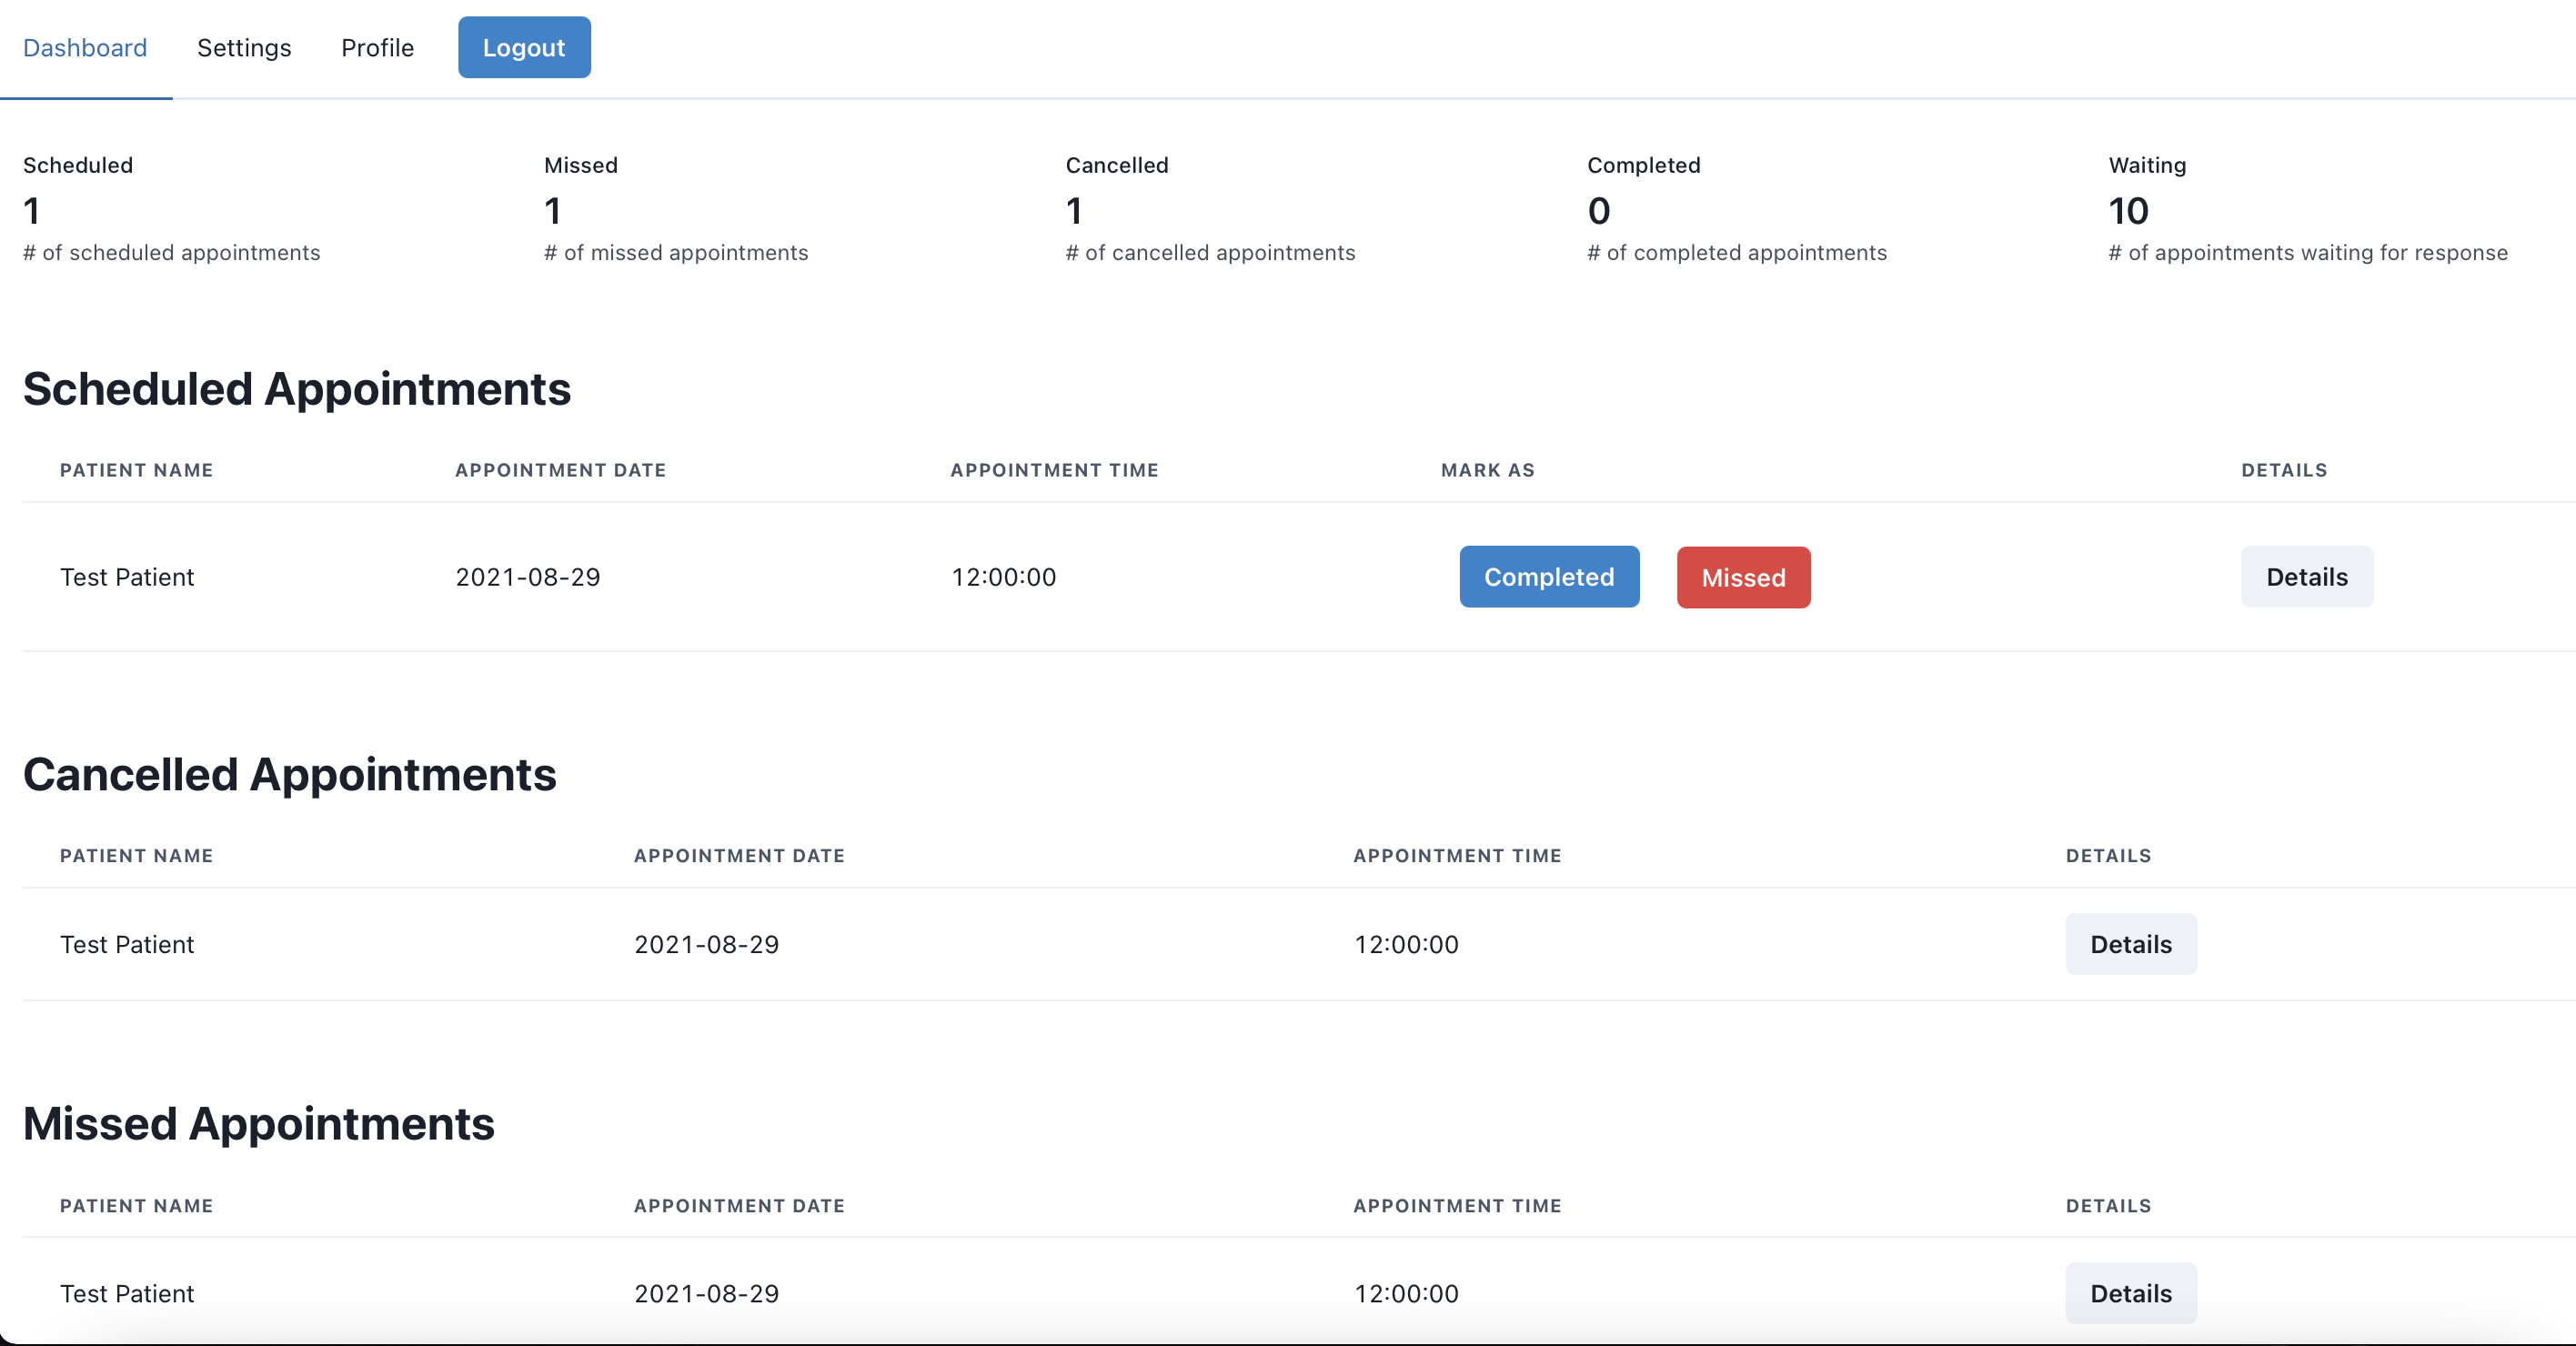 Dashboard Settings Profile Logout
Scheduled Missed Cancelled Completed Waiting
1 1 1 0 10
# of scheduled appointments # of missed appointments # of cancelled appointments # of completed appointments # of appointments waiting for response
Scheduled Appointments
PATIENT NAME APPOINTMENT DATE APPOINTMENT TIME MARK AS DETAILS
Test Patient 2021-08-29 12:00:00 Completed Missed Details
Cancelled Appointments
PATIENT NAME APPOINTMENT DATE APPOINTMENT TIME DETAILS
Test Patient 2021-08-29 12:00:00 Details
Missed Appointments
PATIENT NAME APPOINTMENT DATE APPOINTMENT TIME DETAILS
Test Patient 2021-08-29 12:00:00 Details